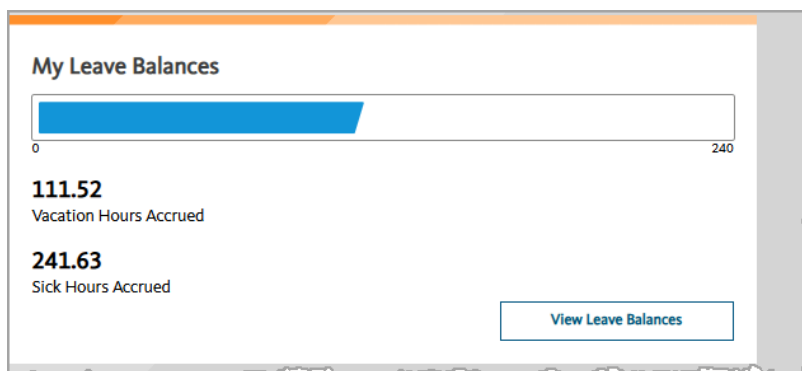 My Leave Balances
0 240
111.52
Vacation Hours Accrued
241.63
Sick Hours Accrued
View Leave Balances